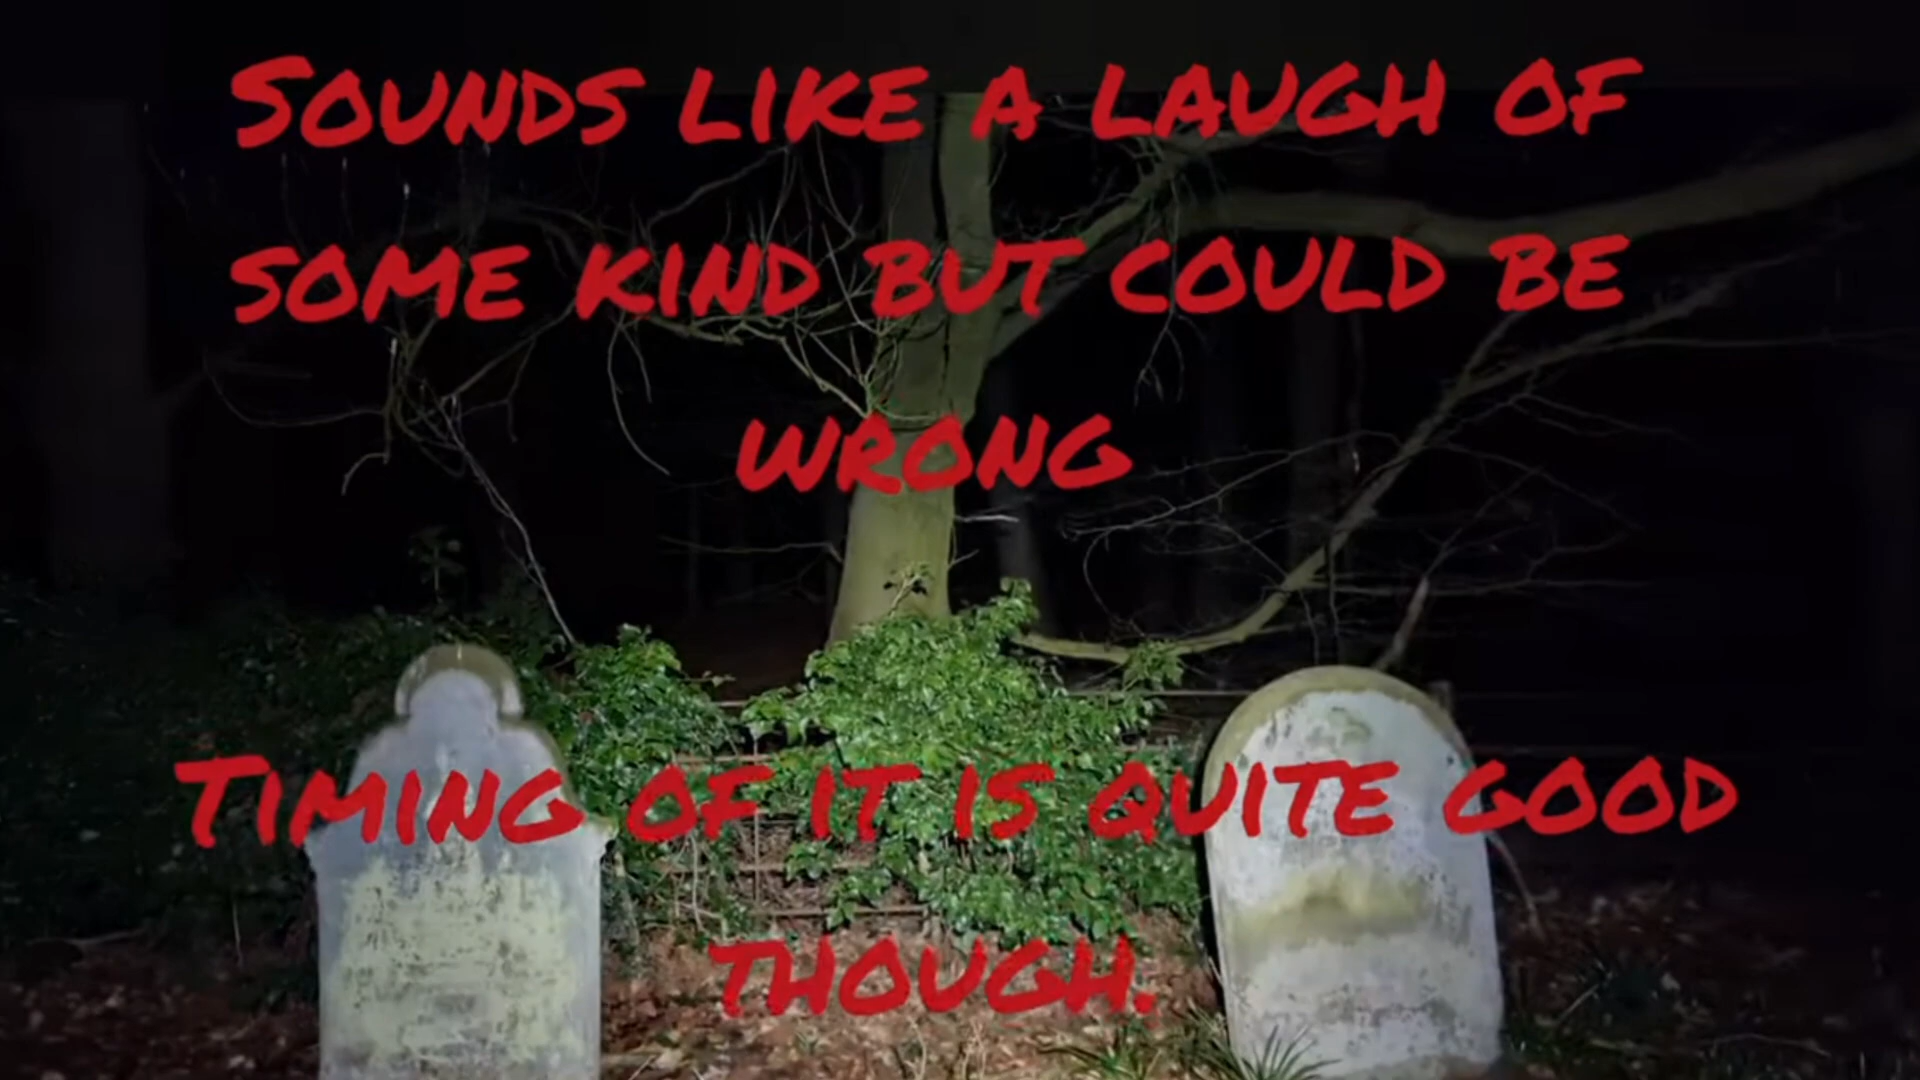 Sounds like a laugh of
some kind but could be
wrong
Timing of it is quite good
though.